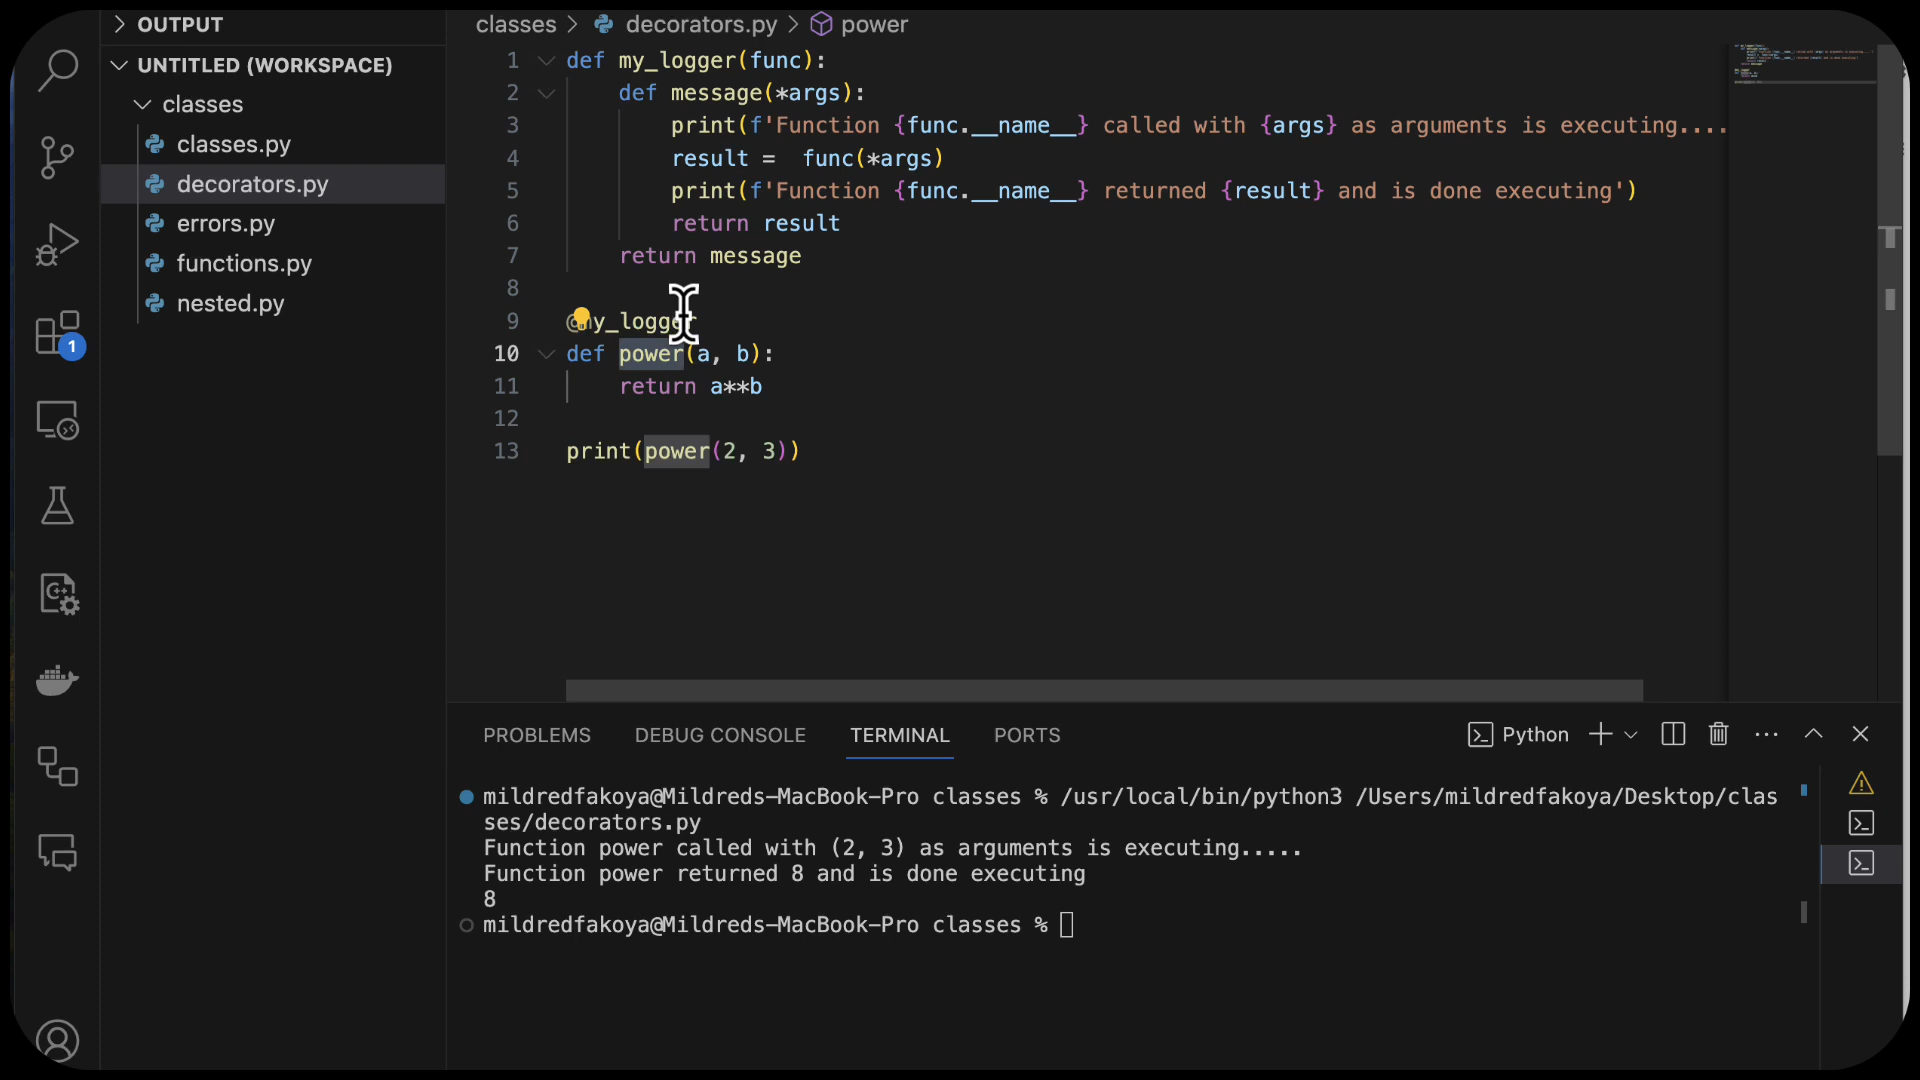 OUTPUT
UNTITLED (WORKSPACE)
classes
classes.py
decorators.py
errors.py
functions.py
nested.py
1
classes > decorators.py > power
1 def my_logger(func):
2 def message(*args):
3 print(f'Function {func.__name__} called with {args} as arguments is executing....
4 result =  func(*args)
5 print(f'Function {func.__name__} returned {result} and is done executing')
6 return result
7 return message
8
9 @my_logger
10 def power(a, b):
11 return a**b
12
13 print(power(2, 3))
PROBLEMS DEBUG CONSOLE TERMINAL PORTS
Python
mildredfakoya@Mildreds-MacBook-Pro classes % /usr/local/bin/python3 /Users/mildredfakoya/Desktop/clas
ses/decorators.py
Function power called with (2, 3) as arguments is executing.....
Function power returned 8 and is done executing
8
mildredfakoya@Mildreds-MacBook-Pro classes %